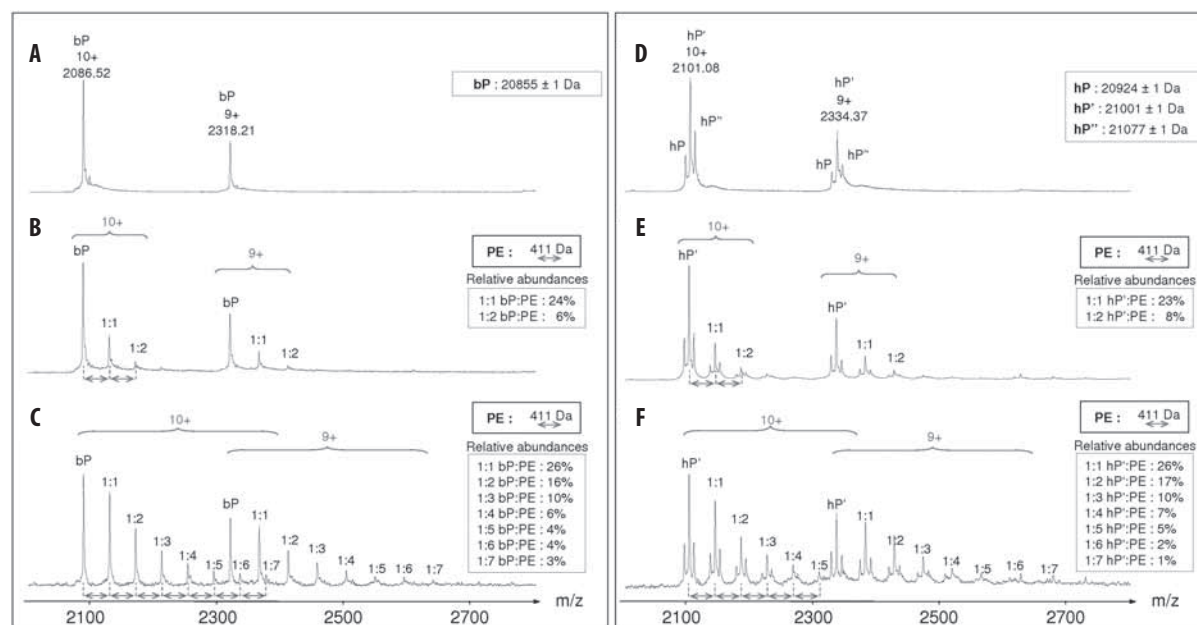 A
bP
10+
2086.52
bP
9+
2318.21
bP : 20855 ± 1 Da
B
10+
bP
1:1
1:2
9+
bP
1:1
1:2
PE : 411 Da
Relative abundances
1:1 bP:PE : 24%
1:2 bP:PE : 6%
C
10+
bP
1:1
1:2
1:3
1:4
1:5
1:6
1:7
9+
bP
1:1
1:2
1:3
1:4
1:5
1:6
1:7
PE : 411 Da
Relative abundances
1:1 bP:PE : 26%
1:2 bP:PE : 16%
1:3 bP:PE : 10%
1:4 bP:PE : 6%
1:5 bP:PE : 4%
1:6 bP:PE : 4%
1:7 bP:PE : 3%
2100 2300 2500 2700 m/z
D
hP'
10+
2101.08
hP
hP''
hP'
9+
2334.37
hP
hP''
hP : 20924 ± 1 Da
hP' : 21001 ± 1 Da
hP'' : 21077 ± 1 Da
E
10+
hP'
1:1
1:2
9+
hP'
1:1
1:2
PE : 411 Da
Relative abundances
1:1 hP':PE : 23%
1:2 hP':PE : 8%
F
10+
hP'
1:1
1:2
1:3
1:4
1:5
9+
hP'
1:1
1:2
1:3
1:4
1:5
1:6
1:7
PE : 411 Da
Relative abundances
1:1 hP':PE : 26%
1:2 hP':PE : 17%
1:3 hP':PE : 10%
1:4 hP':PE : 7%
1:5 hP':PE : 5%
1:6 hP':PE : 2%
1:7 hP':PE : 1%
2100 2300 2500 2700 m/z